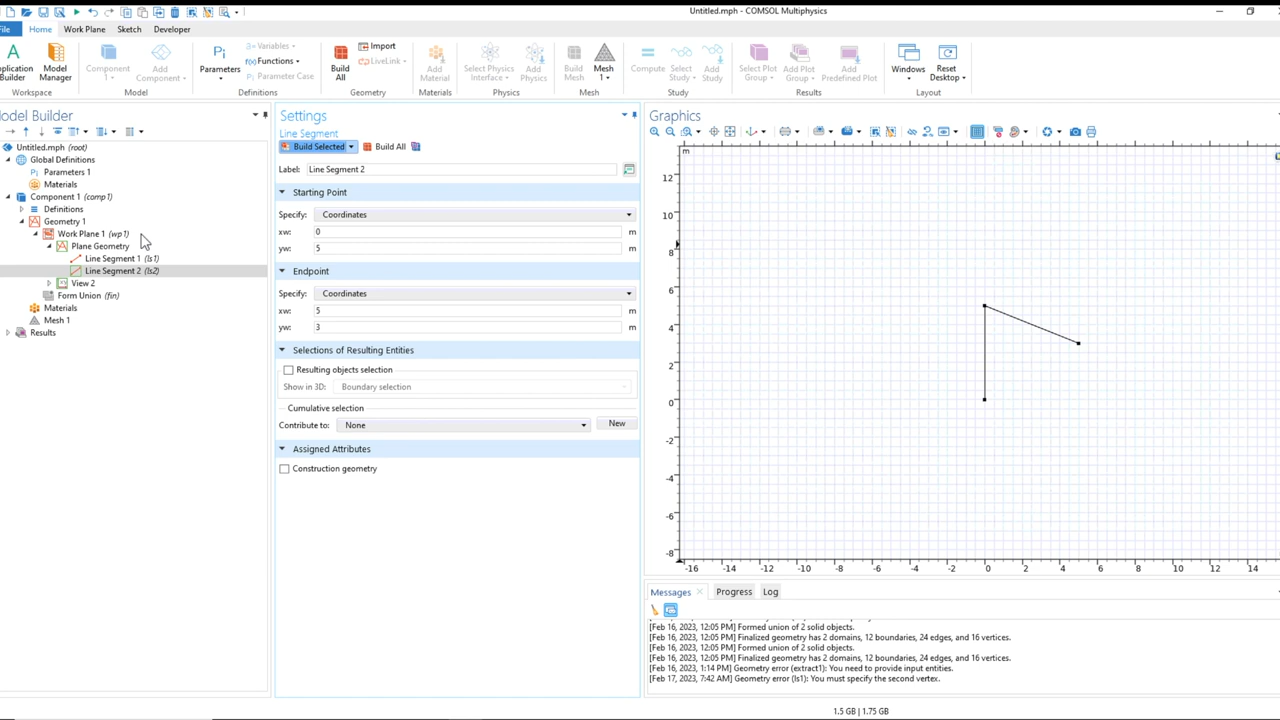 Untitled.mph - COMSOL Multiphysics
File Home Work Plane Sketch Developer
Application Builder
Model Manager
Workspace
Component 1
Add Component
Model
Parameters
Variables
Functions
Parameter Case
Definitions
Build All
Import
LiveLink
Geometry
Add Material
Materials
Select Physics Interface
Add Physics
Physics
Build Mesh
Mesh 1
Mesh
Compute
Select Study
Add Study
Study
Select Plot Group
Add Plot Group
Add Predefined Plot
Results
Windows
Reset Desktop
Layout
Model Builder
Untitled.mph (root)
Global Definitions
Parameters 1
Materials
Component 1 (comp1)
Definitions
Geometry 1
Work Plane 1 (wp1)
Plane Geometry
Line Segment 1 (ls1)
Line Segment 2 (ls2)
View 2
Form Union (fin)
Materials
Mesh 1
Results
Settings
Line Segment
Build Selected Build All
Label: Line Segment 2
Starting Point
Specify: Coordinates
xw: 0 m
yw: 5 m
Endpoint
Specify: Coordinates
xw: 5 m
yw: 3 m
Selections of Resulting Entities
Resulting objects selection
Show in 3D: Boundary selection
Cumulative selection
Contribute to: None New
Assigned Attributes
Construction geometry
Graphics
m
12
10
8
6
4
2
0
-2
-4
-6
-8
-16 -14 -12 -10 -8 -6 -4 -2 0 2 4 6 8 10 12 14
Messages Progress Log
[Feb 16, 2023, 12:05 PM] Formed union of 2 solid objects.
[Feb 16, 2023, 12:05 PM] Finalized geometry has 2 domains, 12 boundaries, 24 edges, and 16 vertices.
[Feb 16, 2023, 12:05 PM] Formed union of 2 solid objects.
[Feb 16, 2023, 12:05 PM] Finalized geometry has 2 domains, 12 boundaries, 24 edges, and 16 vertices.
[Feb 16, 2023, 1:14 PM] Geometry error (extract1): You need to provide input entities.
[Feb 17, 2023, 7:42 AM] Geometry error (ls1): You must specify the second vertex.
1.5 GB | 1.75 GB